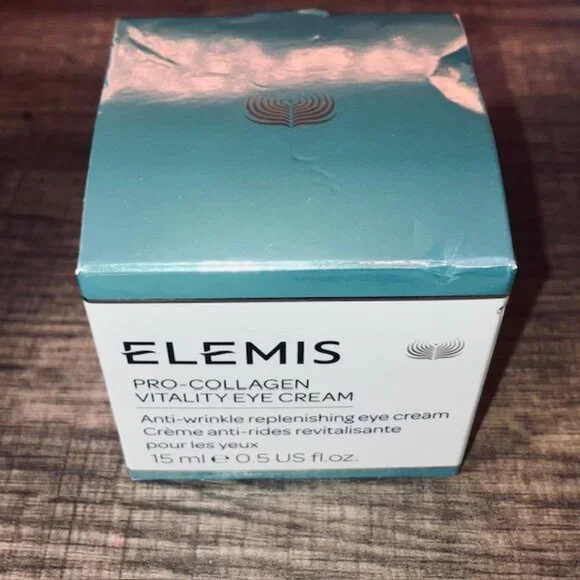 ELEMIS
PRO-COLLAGEN
VITALITY EYE CREAM
Anti-wrinkle replenishing eye cream
Crème anti-rides revitalisante
pour les yeux
15 ml ℮ 0.5 US fl.oz.